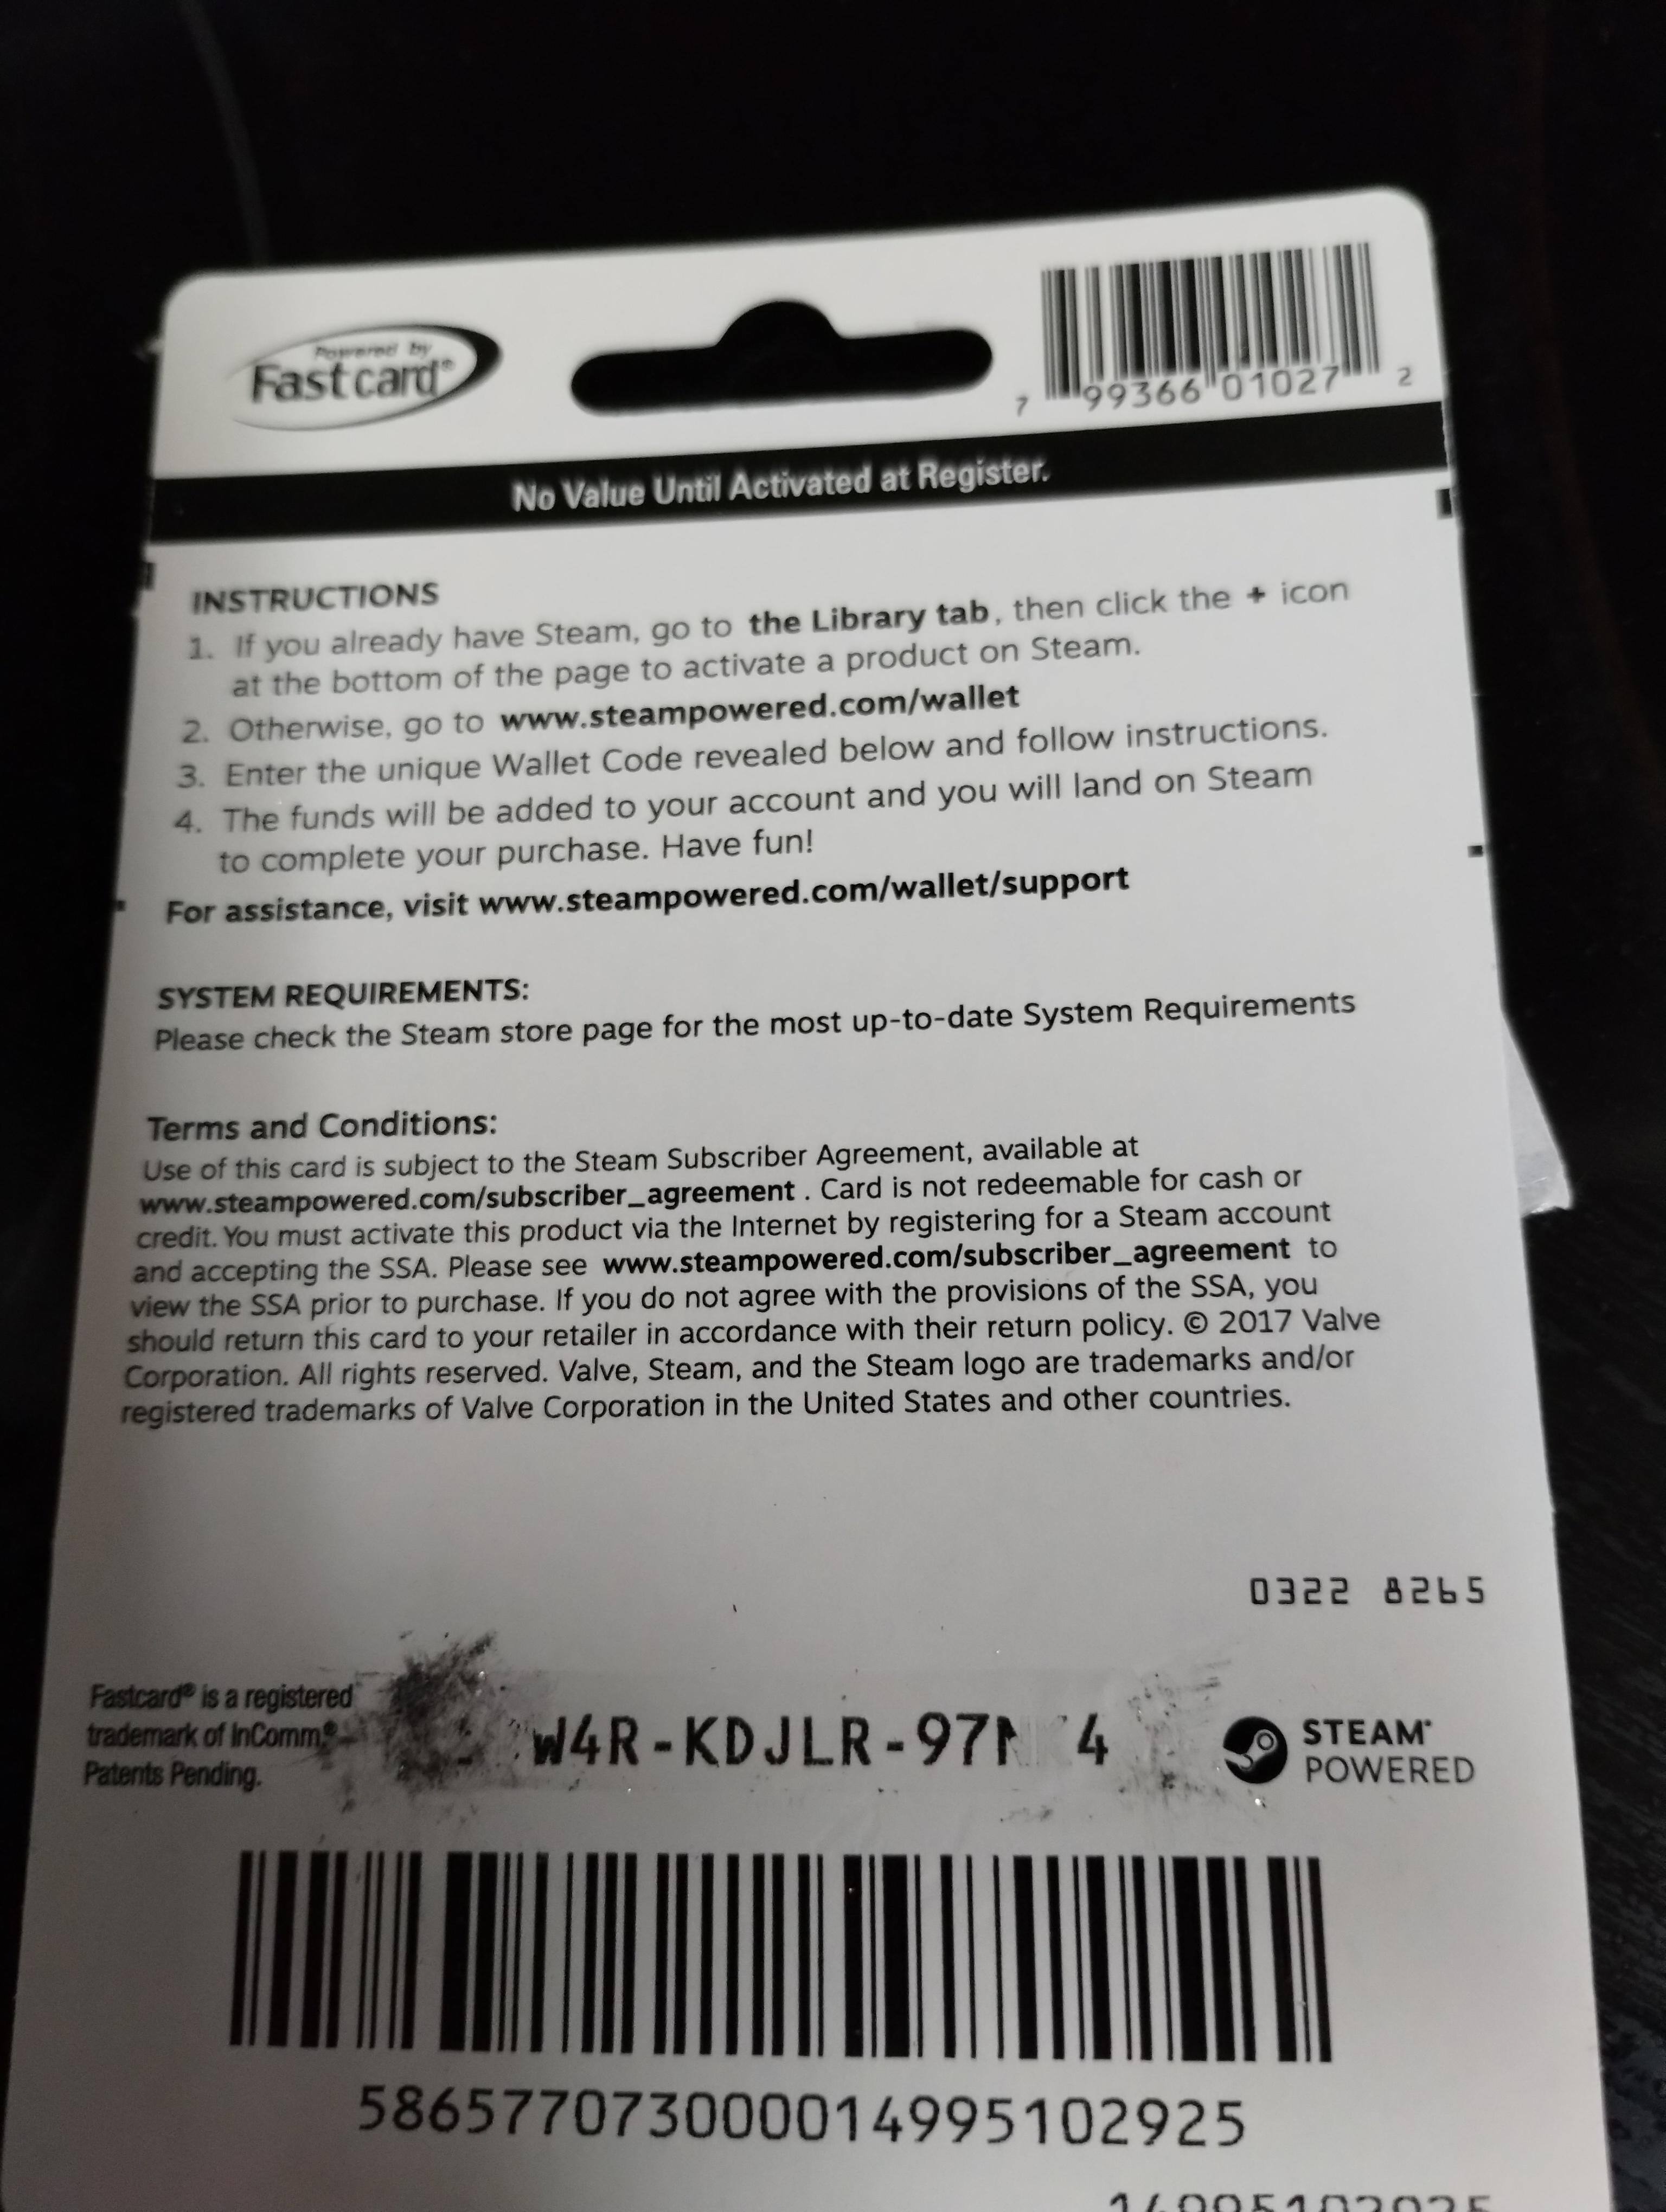 Powered by
Fastcard®
7 99366 01027 2
No Value Until Activated at Register.
INSTRUCTIONS
1. If you already have Steam, go to the Library tab, then click the + icon
at the bottom of the page to activate a product on Steam.
2. Otherwise, go to www.steampowered.com/wallet
3. Enter the unique Wallet Code revealed below and follow instructions.
4. The funds will be added to your account and you will land on Steam
to complete your purchase. Have fun!
For assistance, visit www.steampowered.com/wallet/support
SYSTEM REQUIREMENTS:
Please check the Steam store page for the most up-to-date System Requirements
Terms and Conditions:
Use of this card is subject to the Steam Subscriber Agreement, available at
www.steampowered.com/subscriber_agreement . Card is not redeemable for cash or
credit. You must activate this product via the Internet by registering for a Steam account
and accepting the SSA. Please see www.steampowered.com/subscriber_agreement to
view the SSA prior to purchase. If you do not agree with the provisions of the SSA, you
should return this card to your retailer in accordance with their return policy. © 2017 Valve
Corporation. All rights reserved. Valve, Steam, and the Steam logo are trademarks and/or
registered trademarks of Valve Corporation in the United States and other countries.
0322 8265
Fastcard® is a registered
trademark of InComm.®
Patents Pending.
W4R-KDJLR-97 4
STEAM®
POWERED
586577073000014995102925